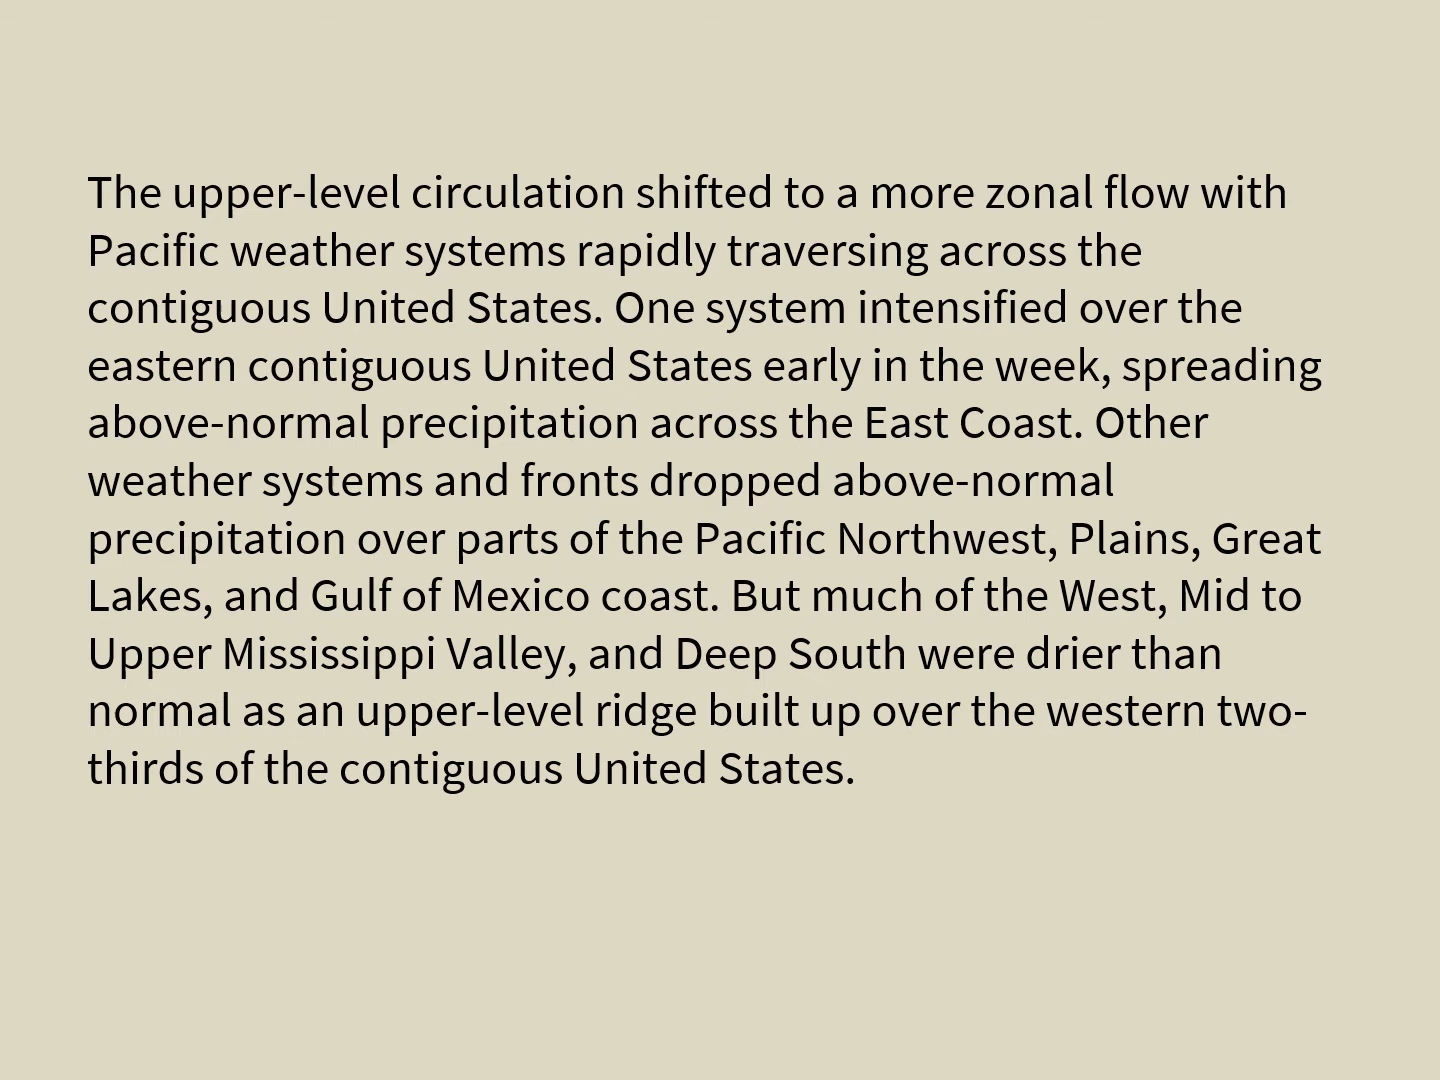 The upper-level circulation shifted to a more zonal flow with
Pacific weather systems rapidly traversing across the
contiguous United States. One system intensified over the
eastern contiguous United States early in the week, spreading
above-normal precipitation across the East Coast. Other
weather systems and fronts dropped above-normal
precipitation over parts of the Pacific Northwest, Plains, Great
Lakes, and Gulf of Mexico coast. But much of the West, Mid to
Upper Mississippi Valley, and Deep South were drier than
normal as an upper-level ridge built up over the western two-
thirds of the contiguous United States.